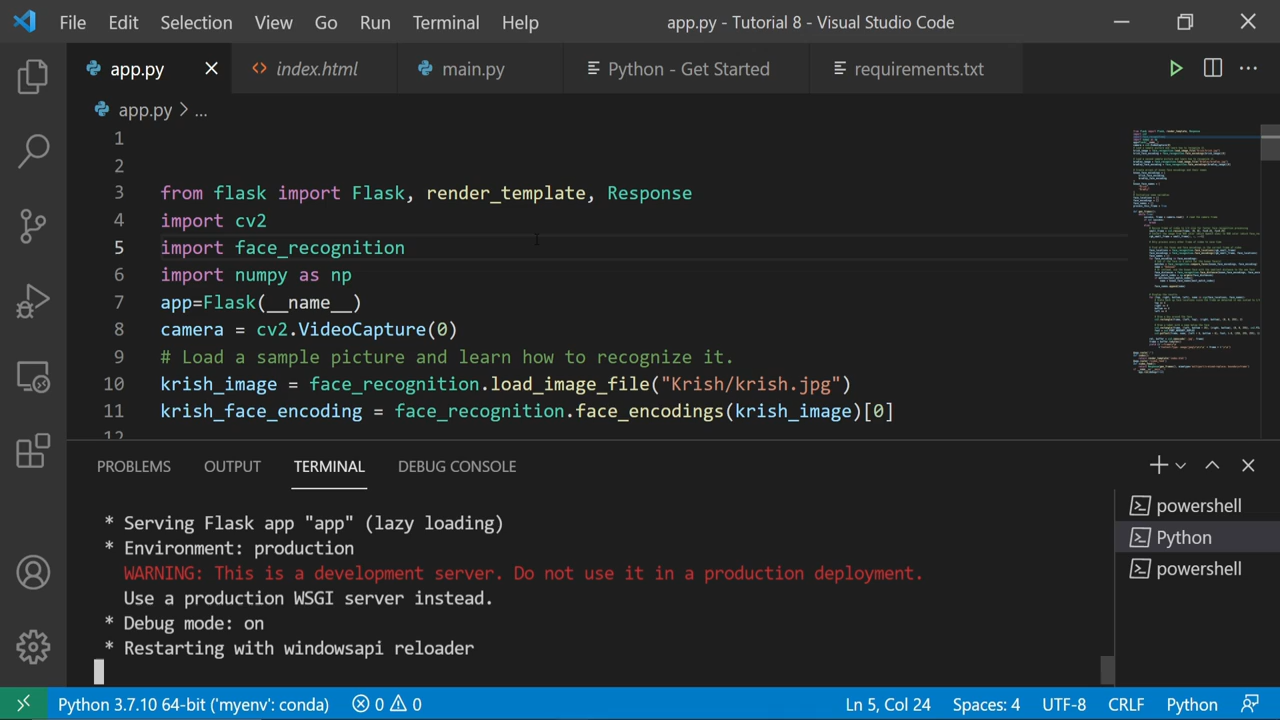 File Edit Selection View Go Run Terminal Help app.py - Tutorial 8 - Visual Studio Code
app.py index.html main.py Python - Get Started requirements.txt
app.py > ...
1
2
3 from flask import Flask, render_template, Response
4 import cv2
5 import face_recognition
6 import numpy as np
7 app=Flask(__name__)
8 camera = cv2.VideoCapture(0)
9 # Load a sample picture and learn how to recognize it.
10 krish_image = face_recognition.load_image_file("Krish/krish.jpg")
11 krish_face_encoding = face_recognition.face_encodings(krish_image)[0]
12
PROBLEMS OUTPUT TERMINAL DEBUG CONSOLE
* Serving Flask app "app" (lazy loading)
* Environment: production
WARNING: This is a development server. Do not use it in a production deployment.
Use a production WSGI server instead.
* Debug mode: on
* Restarting with windowsapi reloader
powershell
Python
powershell
Python 3.7.10 64-bit ('myenv': conda) 0 0 Ln 5, Col 24 Spaces: 4 UTF-8 CRLF Python